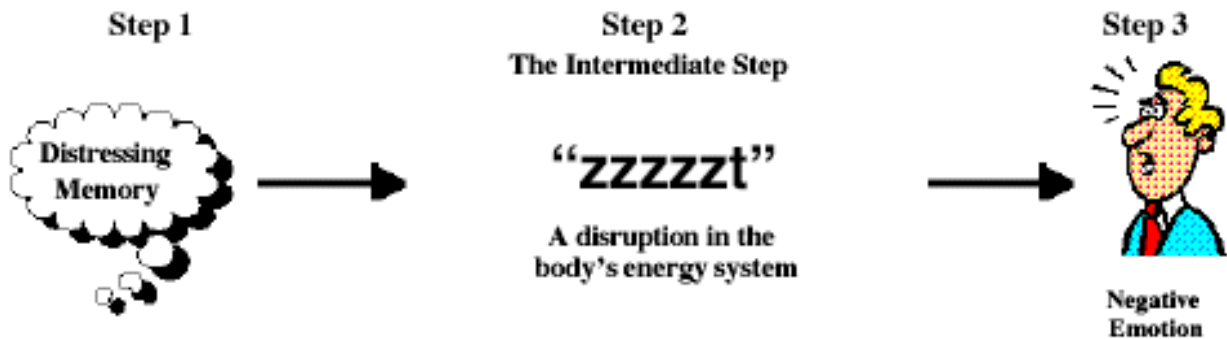 Step 1
Step 2
Step 3
The Intermediate Step
Distressing
Memory
“zzzzzt”
A disruption in the
body’s energy system
Negative
Emotion